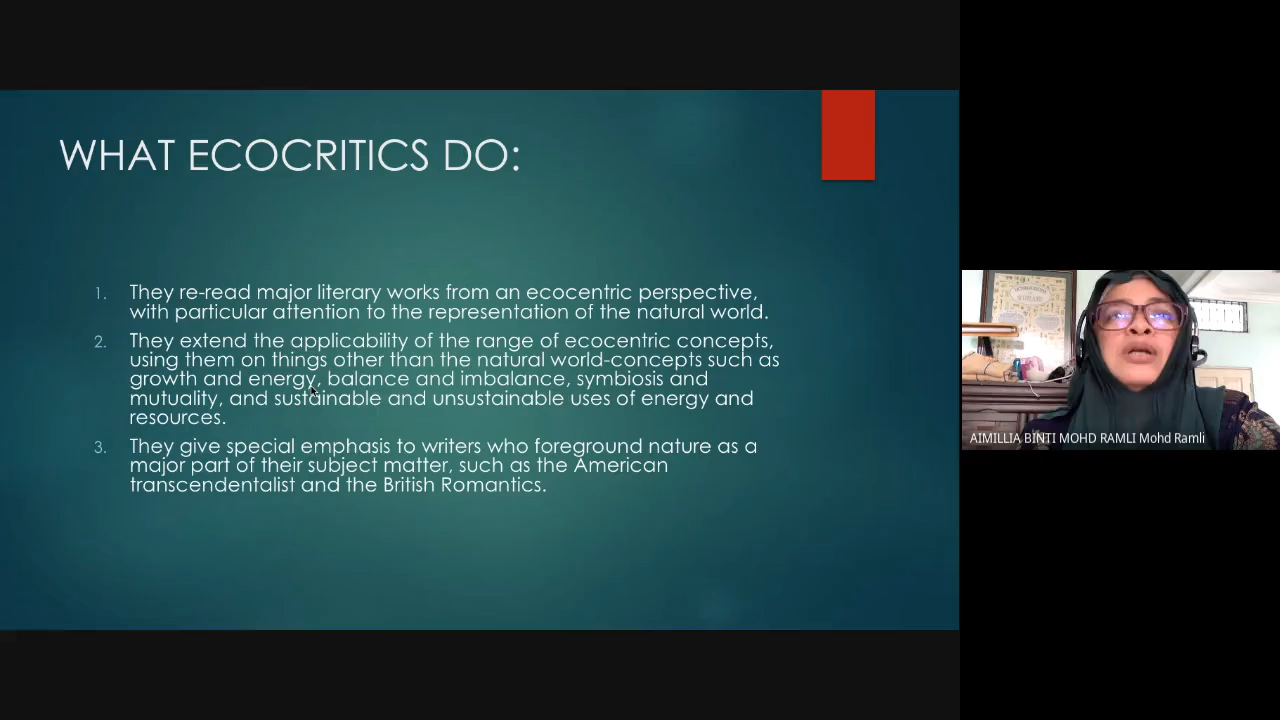 WHAT ECOCRITICS DO:
1. They re-read major literary works from an ecocentric perspective,
with particular attention to the representation of the natural world.
2. They extend the applicability of the range of ecocentric concepts,
using them on things other than the natural world-concepts such as
growth and energy, balance and imbalance, symbiosis and
mutuality, and sustainable and unsustainable uses of energy and
resources.
3. They give special emphasis to writers who foreground nature as a
major part of their subject matter, such as the American
transcendentalist and the British Romantics.
AIMILLIA BINTI MOHD RAMLI Mohd Ramli